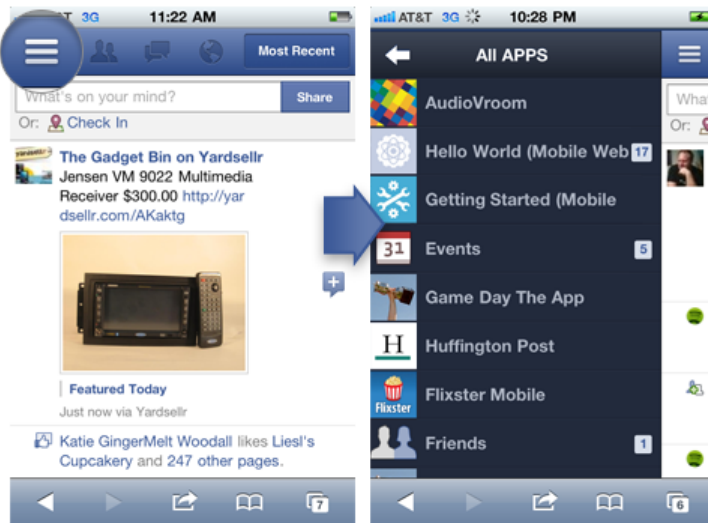 T 3G 11:22 AM
Most Recent
What's on your mind?
Share
Or: Check In
The Gadget Bin on Yardsellr
Jensen VM 9022 Multimedia
Receiver $300.00 http://yar
dsellr.com/AKaktg
Featured Today
Just now via Yardsellr
Katie GingerMelt Woodall likes Liesl's
Cupcakery and 247 other pages.
7
AT&T 3G 10:28 PM
All APPS
AudioVroom
Hello World (Mobile Web 17
Getting Started (Mobile
31 Events 5
Game Day The App
H Huffington Post
Flixster Flixster Mobile
Friends 1
What
Or:
6